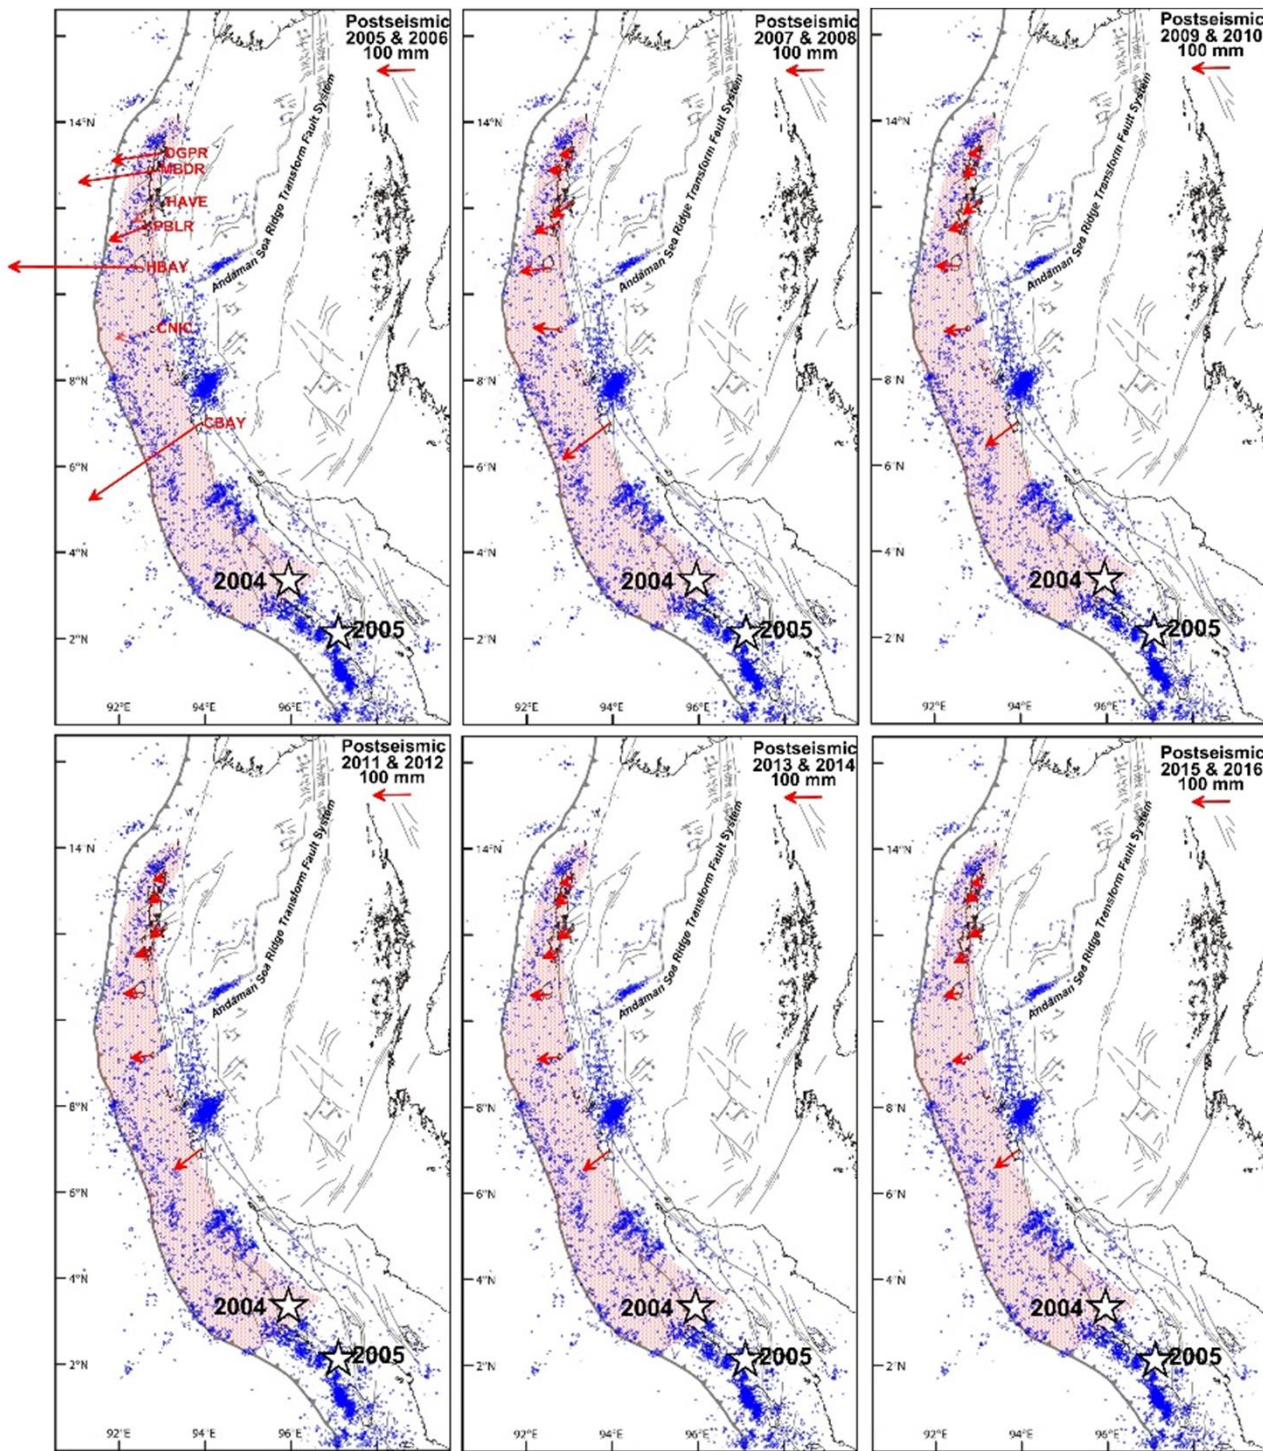 Postseismic
2005 & 2006
100 mm
14°N
DGPR
MBDR
HAVE
PBLR
HBAY
CNIC
CBAY
Andaman Sea Ridge Transform Fault System
8°N
6°N
4°N
2°N
2004
2005
92°E
94°E
96°E
Postseismic
2007 & 2008
100 mm
14°N
Andaman Sea Ridge Transform Fault System
8°N
6°N
4°N
2°N
2004
2005
92°E
94°E
96°E
Postseismic
2009 & 2010
100 mm
14°N
Andaman Sea Ridge Transform Fault System
8°N
6°N
4°N
2°N
2004
2005
92°E
94°E
96°E
Postseismic
2011 & 2012
100 mm
14°N
Andaman Sea Ridge Transform Fault System
8°N
6°N
4°N
2°N
2004
2005
92°E
94°E
96°E
Postseismic
2013 & 2014
100 mm
14°N
Andaman Sea Ridge Transform Fault System
8°N
6°N
4°N
2°N
2004
2005
92°E
94°E
96°E
Postseismic
2015 & 2016
100 mm
14°N
Andaman Sea Ridge Transform Fault System
8°N
6°N
4°N
2°N
2004
2005
92°E
94°E
96°E